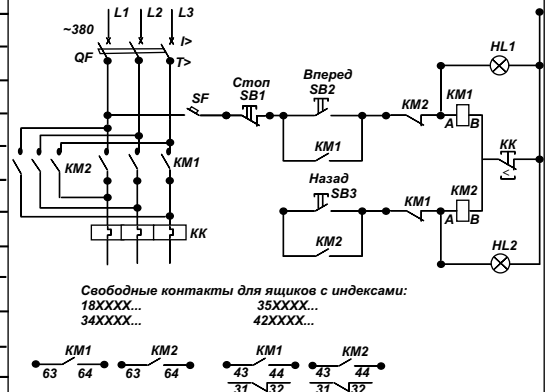 L1 L2 L3
~380
I>
QF
T>
HL1
Стоп
SB1
Вперед
SB2
SF
KM2
KM1
A B
KM1
KM2
KM1
KK
<
Назад
SB3
KM1
KM2
A B
KK
KM2
HL2
Свободные контакты для ящиков с индексами:
18XXXX... 35XXXX...
34XXXX... 42XXXX...
KM1 KM2 KM1 KM2
63 64 63 64 43 44 43 44
31 32 31 32